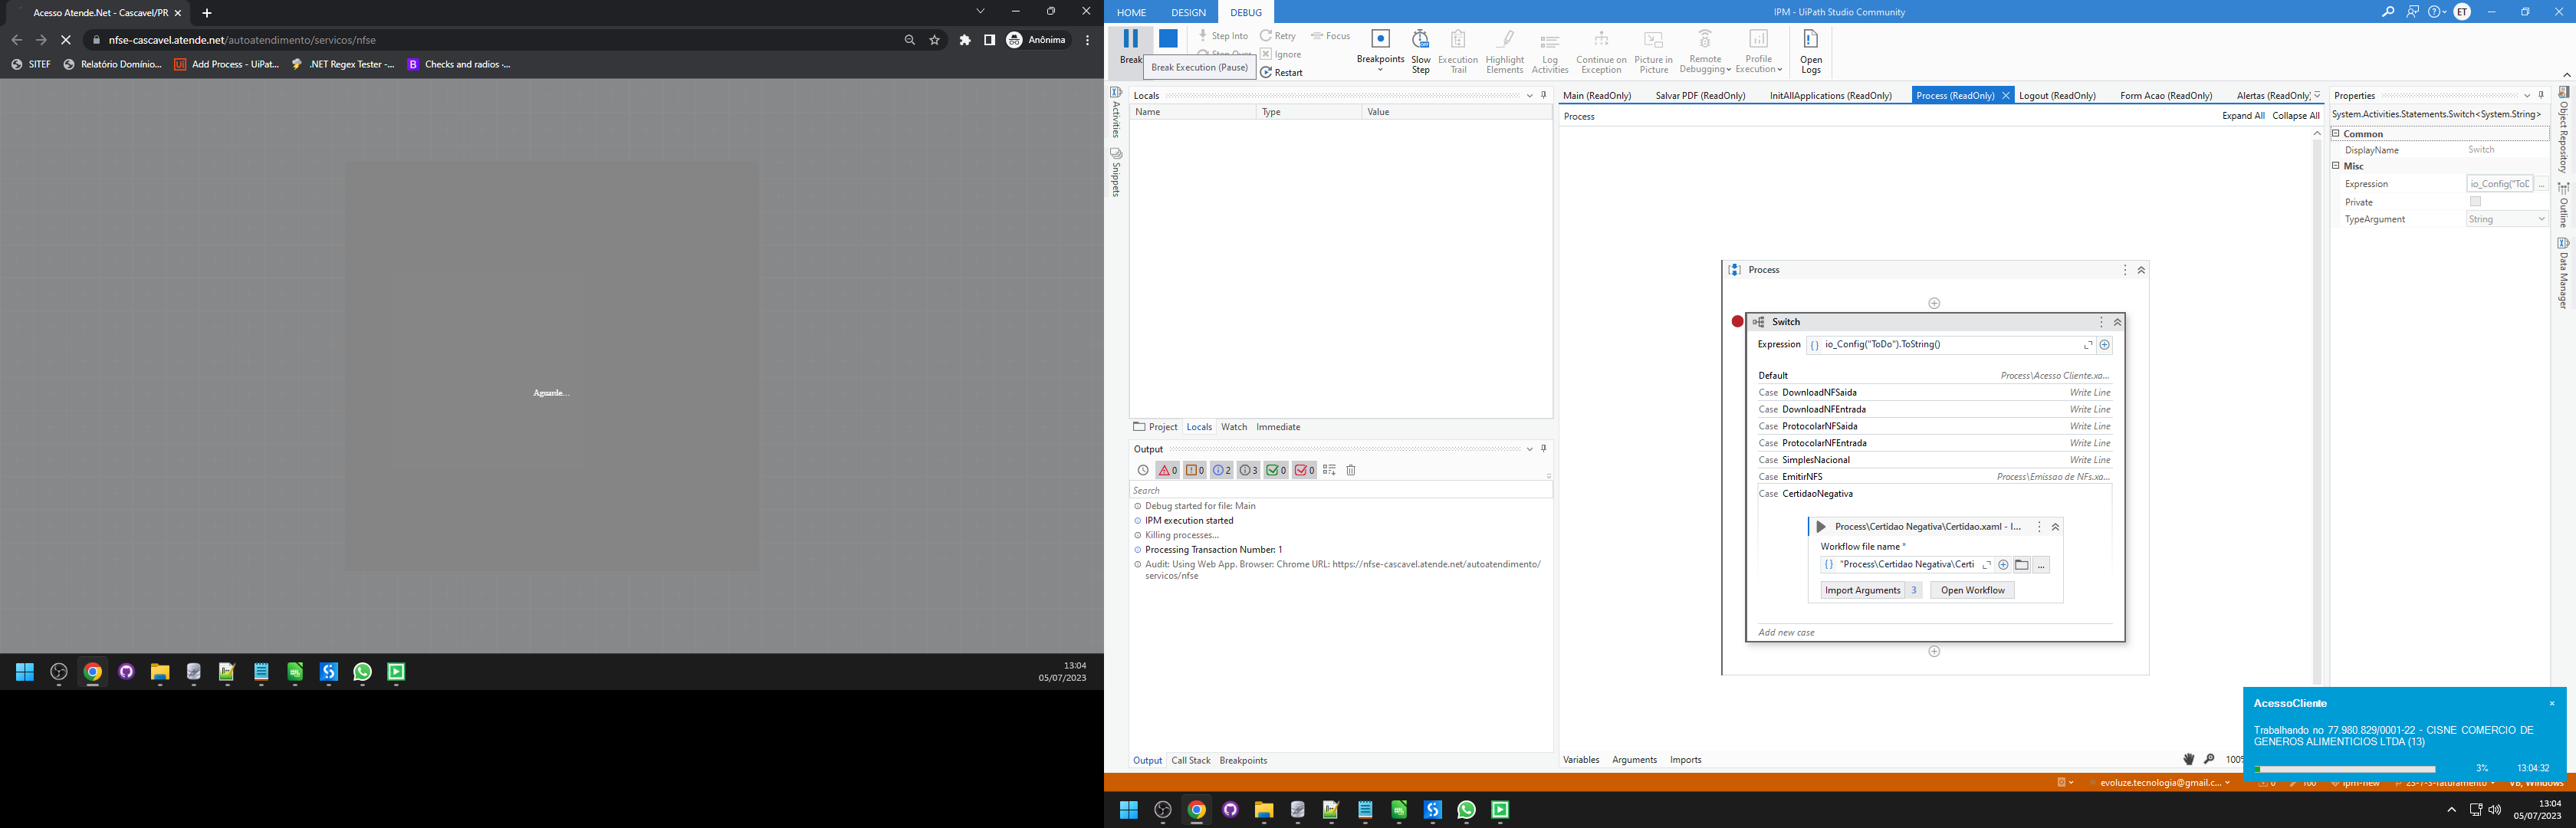 Acesso Atende.Net - Cascavel/PR
nfse-cascavel.atende.net/autoatendimento/servicos/nfse
Anônima
SITEF
Relatório Domínio...
Add Process - UiPat...
.NET Regex Tester -...
Checks and radios ·...
Aguarde...
13:04
05/07/2023
HOME
DESIGN
DEBUG
IPM - UiPath Studio Community
ET
Break
Step Into
Step Over
Break Execution (Pause)
Retry
Ignore
Restart
Focus
Breakpoints
Slow Step
Execution Trail
Highlight Elements
Log Activities
Continue on Exception
Picture in Picture
Remote Debugging
Profile Execution
Open Logs
Activities
Snippets
Locals
Name
Type
Value
Project
Locals
Watch
Immediate
Output
0
0
2
3
0
0
Search
Debug started for file: Main
IPM execution started
Killing processes...
Processing Transaction Number: 1
Audit: Using Web App. Browser: Chrome URL: https://nfse-cascavel.atende.net/autoatendimento/
servicos/nfse
Output
Call Stack
Breakpoints
Main (ReadOnly)
Salvar PDF (ReadOnly)
InitAllApplications (ReadOnly)
Process (ReadOnly)
Logout (ReadOnly)
Form Acao (ReadOnly)
Alertas (ReadOnly)
Process
Expand All
Collapse All
Process
Switch
Expression
io_Config("ToDo").ToString()
Default
Process\Acesso Cliente.xa...
Case DownloadNFSaida
Write Line
Case DownloadNFEntrada
Write Line
Case ProtocolarNFSaida
Write Line
Case ProtocolarNFEntrada
Write Line
Case SimplesNacional
Write Line
Case EmitirNFS
Process\Emissao de NFs.xa...
Case CertidaoNegativa
Process\Certidao Negativa\Certidao.xaml - I...
Workflow file name *
"Process\Certidao Negativa\Certi
...
Import Arguments 3
Open Workflow
Add new case
Variables
Arguments
Imports
100%
Properties
System.Activities.Statements.Switch<System.String>
Common
DisplayName
Switch
Misc
Expression
io_Config("ToD
...
Private
TypeArgument
String
Object Repository
Outline
Data Manager
AcessoCliente
Trabalhando no 77.980.829/0001-22 - CISNE COMERCIO DE
GENEROS ALIMENTICIOS LTDA (13)
3%
13:04:32
evoluze.tecnologia@gmail.c...
0
100
ipm-new
VB, Windows
13:04
05/07/2023